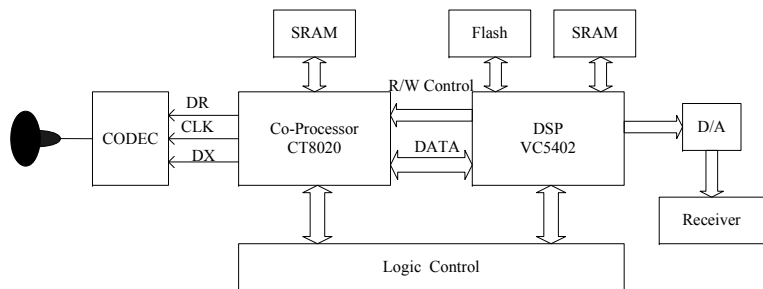 SRAM
Flash
SRAM
R/W Control
DR
CLK
DX
CODEC
Co-Processor
CT8020
DATA
DSP
VC5402
D/A
Receiver
Logic Control